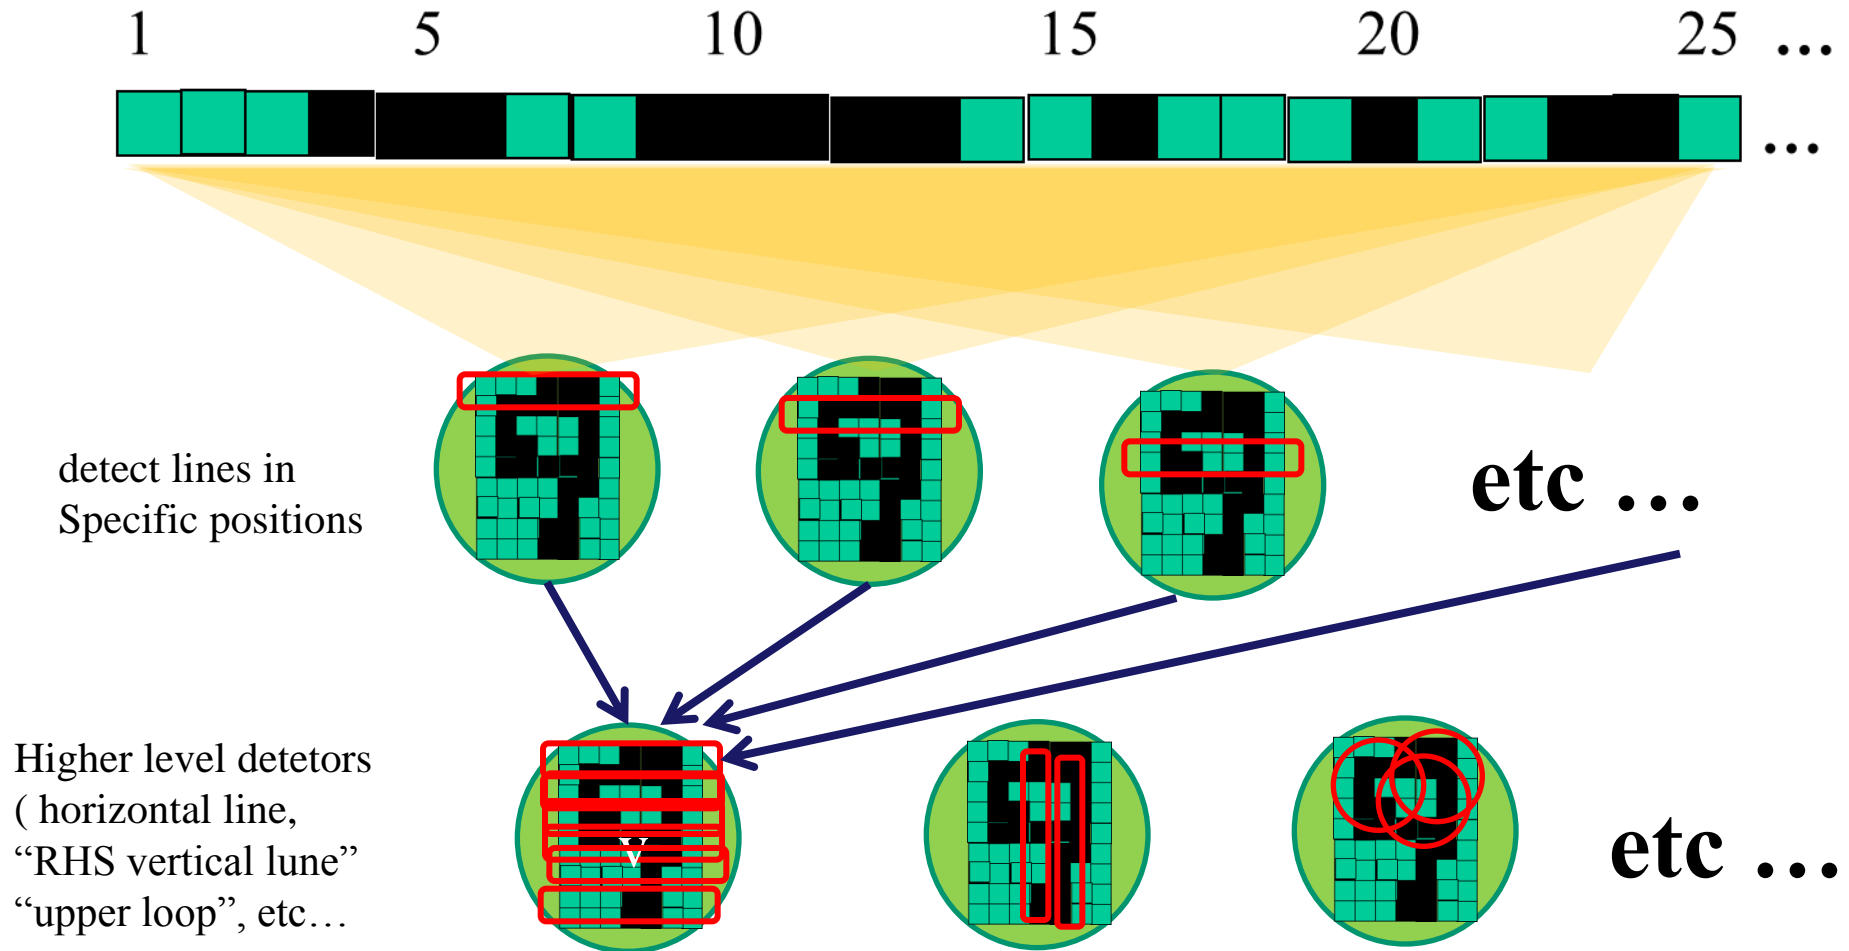 1 5 10 15 20 25 …
…
detect lines in
Specific positions
etc …
Higher level detetors
( horizontal line,
“RHS vertical lune”
“upper loop”, etc…
v
etc …